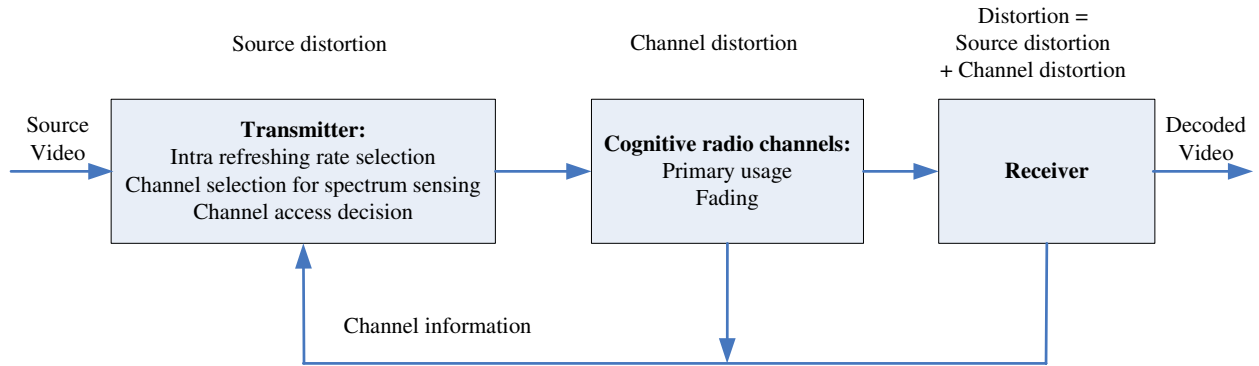 Source distortion
Channel distortion
Distortion =
Source distortion
+ Channel distortion
Source
Video
Transmitter:
Intra refreshing rate selection
Channel selection for spectrum sensing
Channel access decision
Cognitive radio channels:
Primary usage
Fading
Receiver
Decoded
Video
Channel information